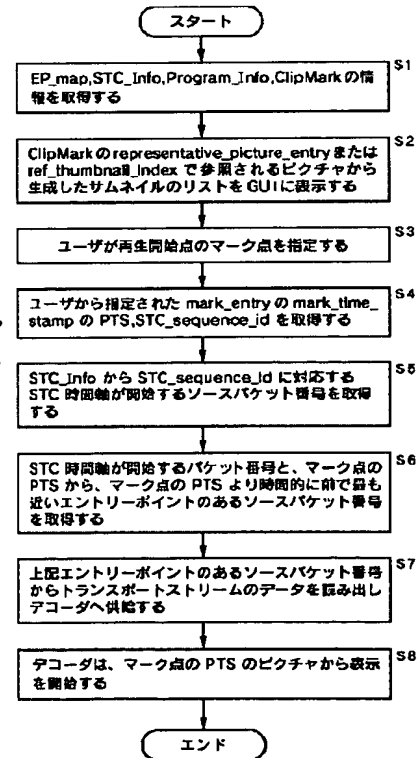 スタート
S1
EP_map,STC_Info,Program_Info,ClipMarkの情
報を取得する
S2
ClipMarkのrepresentative_picture_entryまたは
ref_thumbnail_indexで参照されるピクチャから
生成したサムネイルのリストをGUIに表示する
S3
ユーザが再生開始点のマーク点を指定する
S4
ユーザから指定された mark_entry の mark_time_
stamp の PTS,STC_sequence_id を取得する
S5
STC_Info から STC_sequence_id に対応する
STC 時間軸が開始するソースパケット番号を取得
する
S6
STC 時間軸が開始するパケット番号と、マーク点の
PTS から、マーク点の PTS より時間的に前で最も
近いエントリーポイントのあるソースパケット番号
を取得する
S7
上記エントリーポイントのあるソースパケット番号
からトランスポートストリームのデータを読み出し
デコーダへ供給する
S8
デコーダは、マーク点の PTS のピクチャから表示
を開始する
エンド